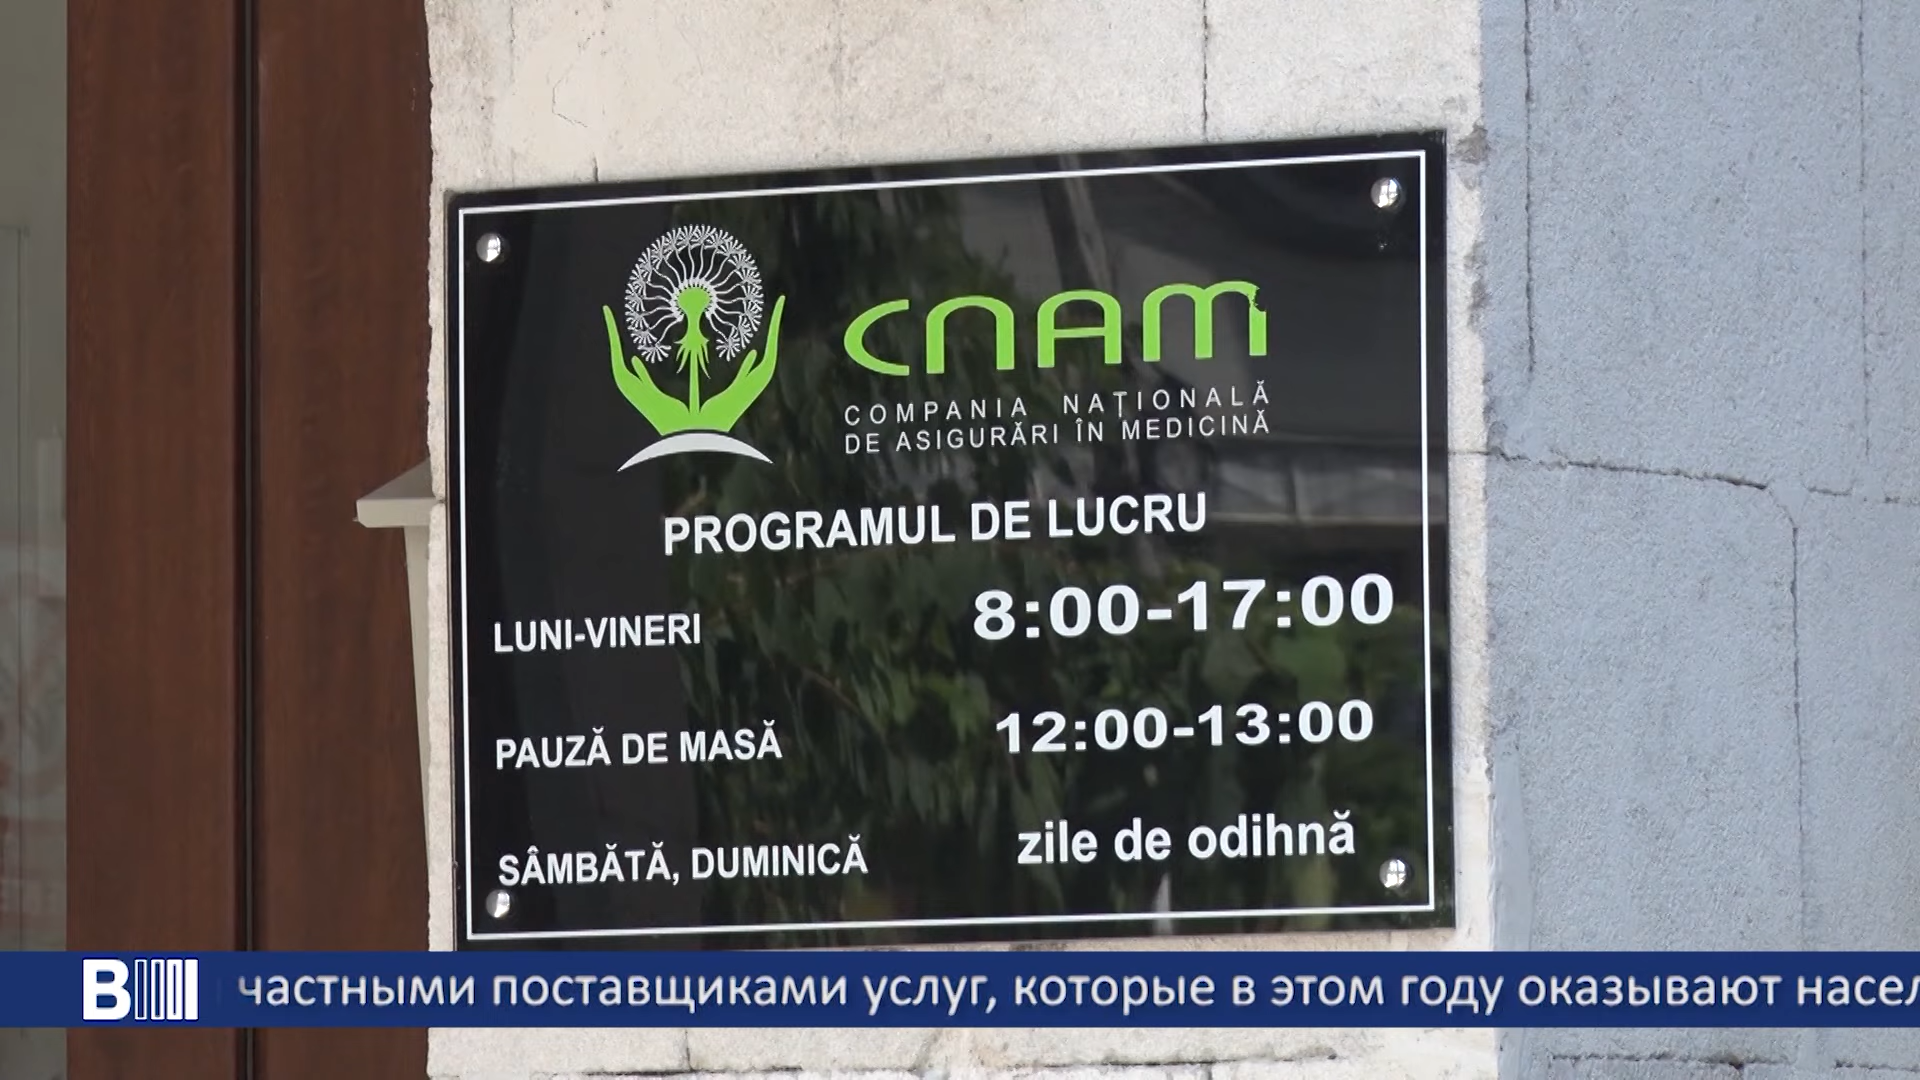 CNAM
COMPANIA NAȚIONALĂ
DE ASIGURĂRI ÎN MEDICINĂ
PROGRAMUL DE LUCRU
LUNI-VINERI 8:00-17:00
PAUZĂ DE MASĂ 12:00-13:00
SÂMBĂTĂ, DUMINICĂ zile de odihnă
B частными поставщиками услуг, которые в этом году оказывают насел